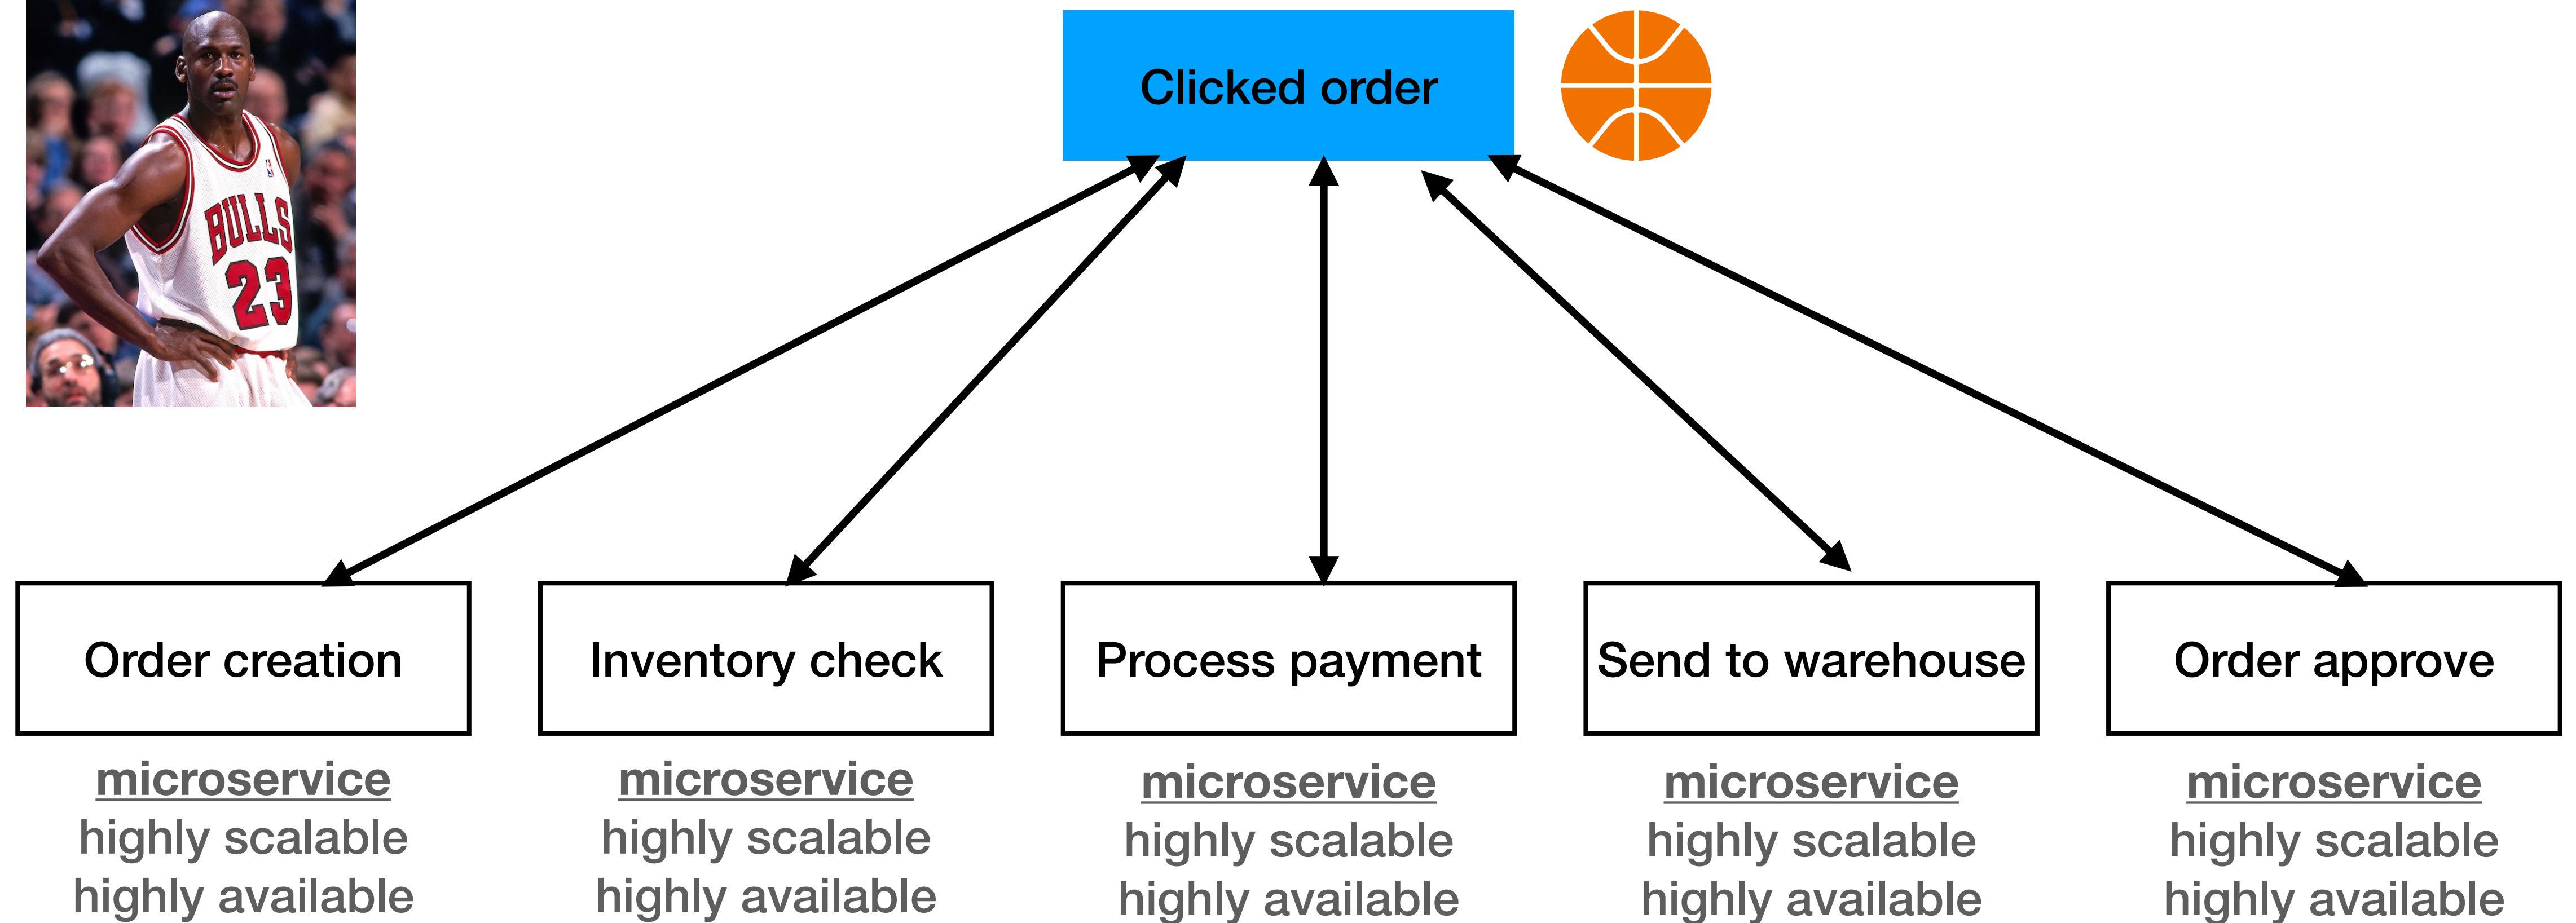 BULLS
23
Clicked order
Order creation
Inventory check
Process payment
Send to warehouse
Order approve
microservice
highly scalable
highly available
microservice
highly scalable
highly available
microservice
highly scalable
highly available
microservice
highly scalable
highly available
microservice
highly scalable
highly available